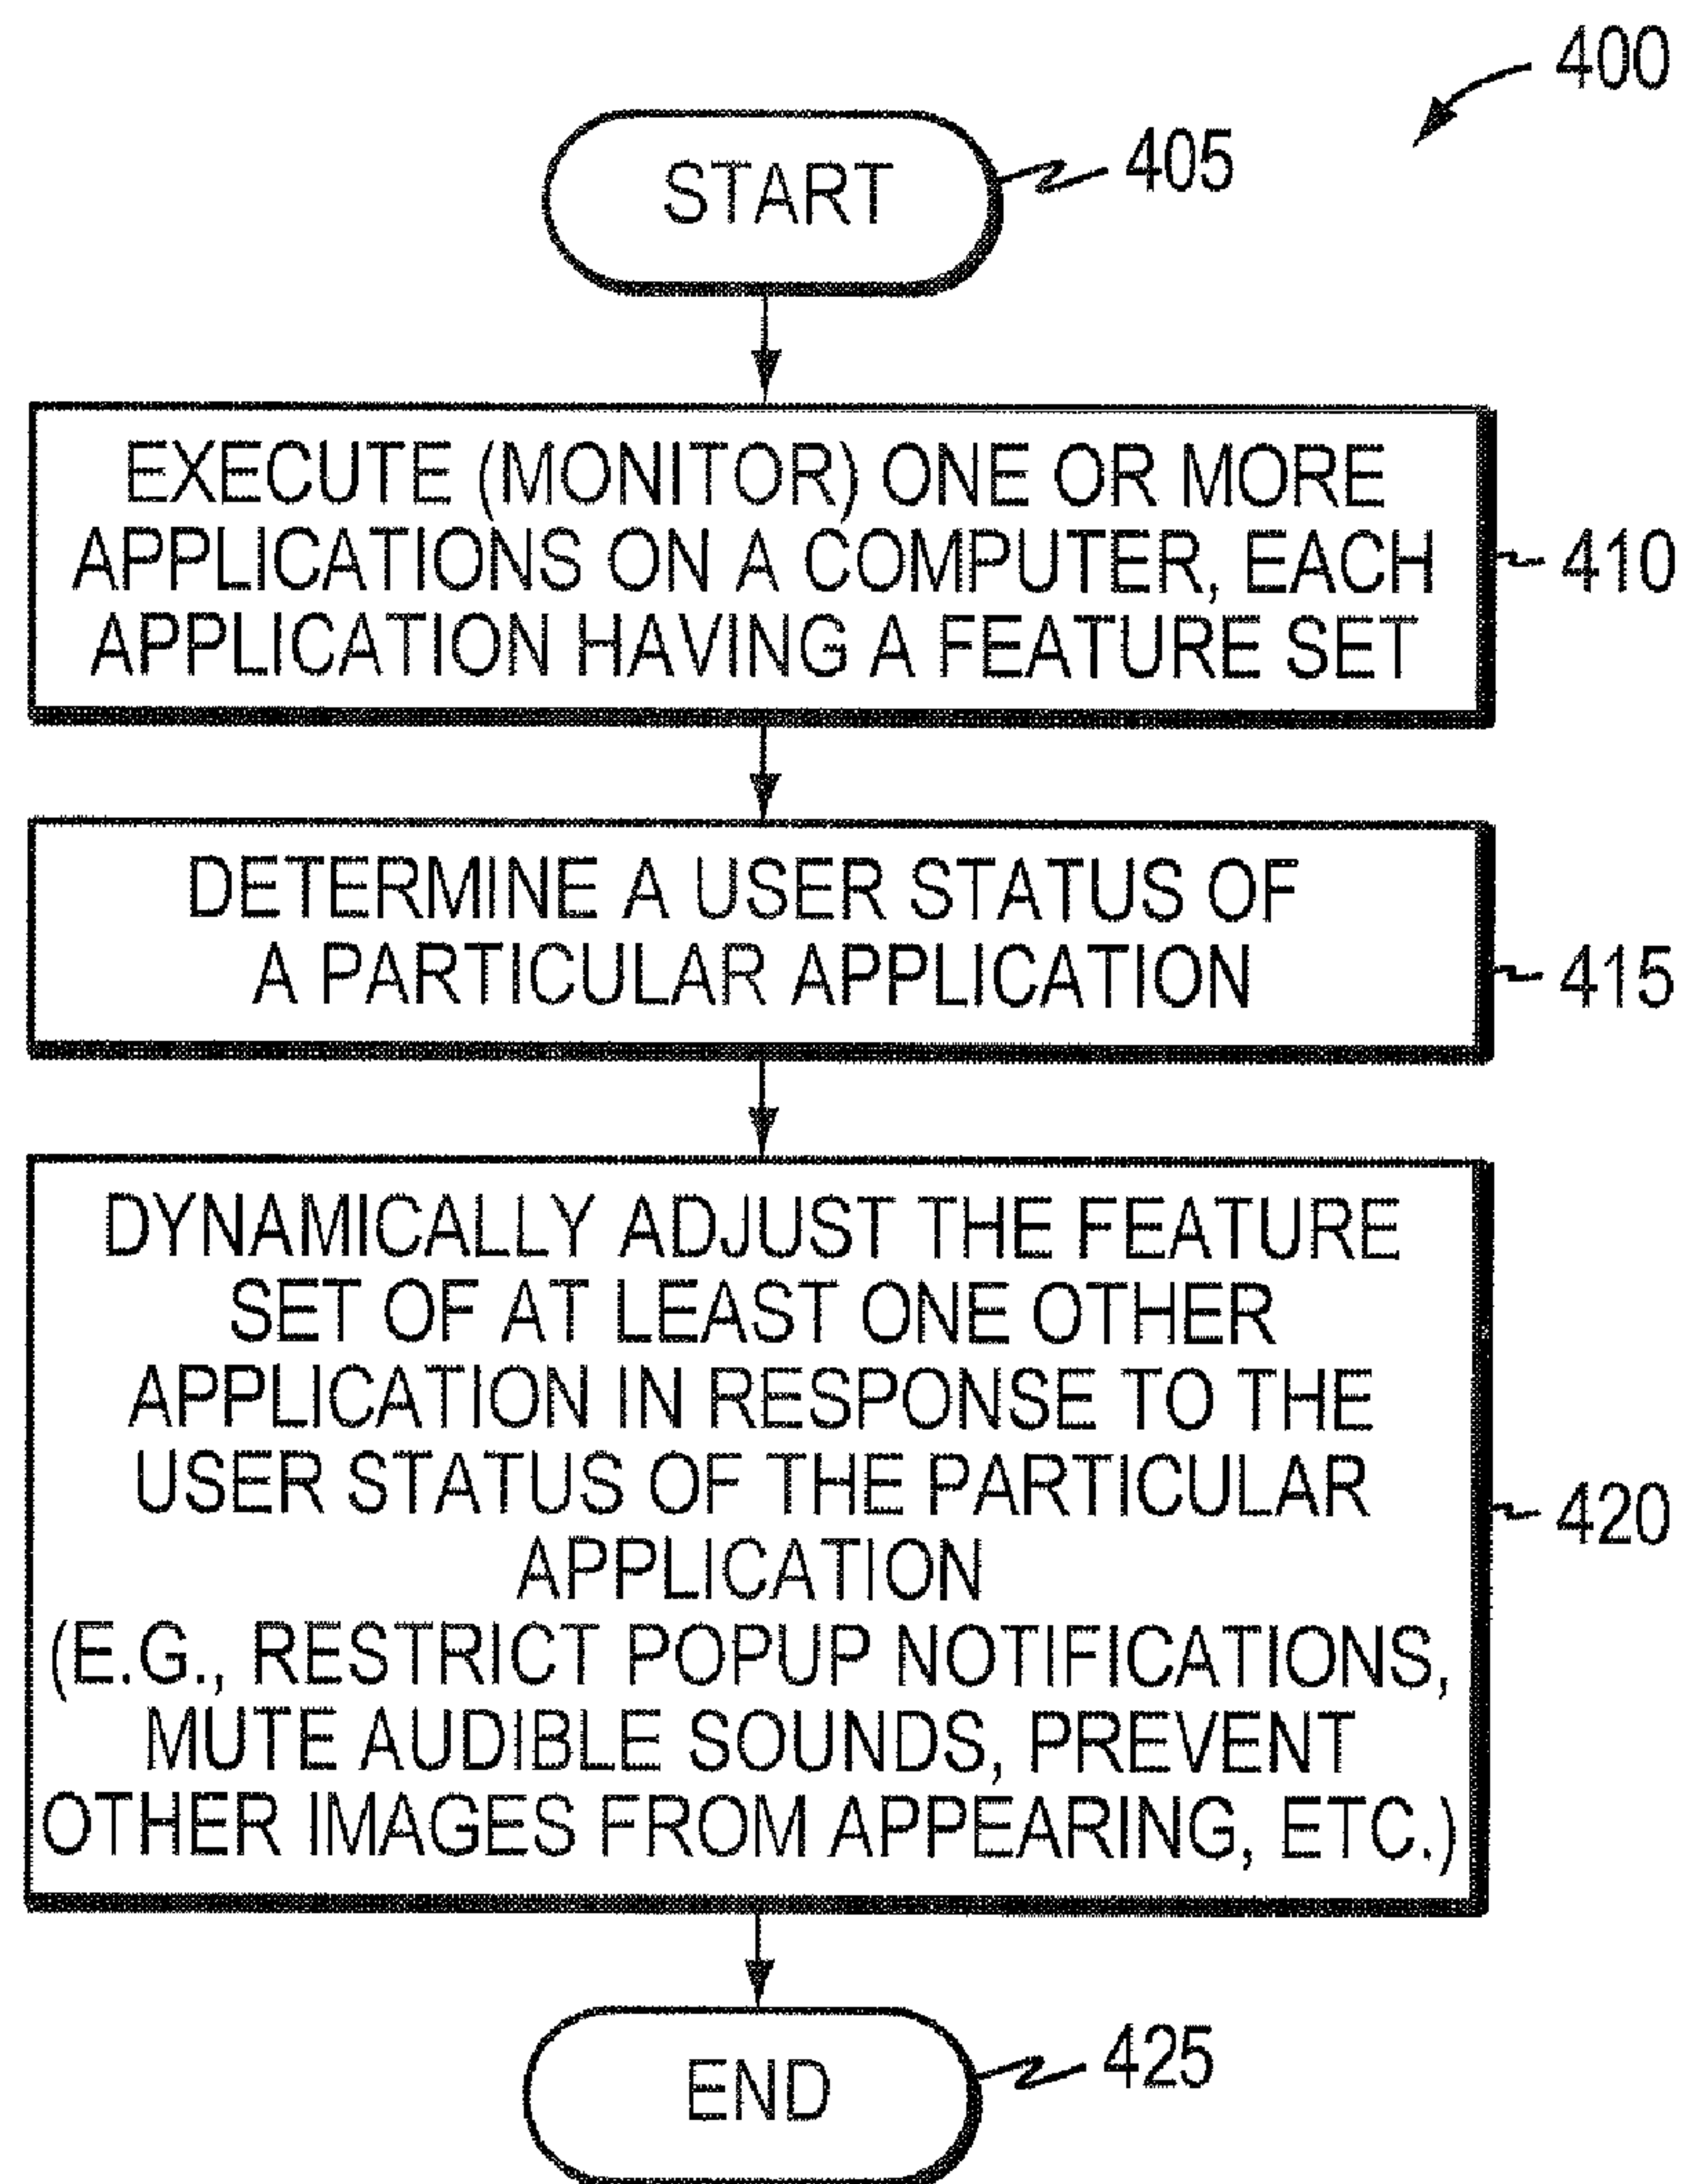 400
START
405
EXECUTE (MONITOR) ONE OR MORE
APPLICATIONS ON A COMPUTER, EACH
APPLICATION HAVING A FEATURE SET
410
DETERMINE A USER STATUS OF
A PARTICULAR APPLICATION
415
DYNAMICALLY ADJUST THE FEATURE
SET OF AT LEAST ONE OTHER
APPLICATION IN RESPONSE TO THE
USER STATUS OF THE PARTICULAR
APPLICATION
(E.G., RESTRICT POPUP NOTIFICATIONS,
MUTE AUDIBLE SOUNDS, PREVENT
OTHER IMAGES FROM APPEARING, ETC.)
420
END
425